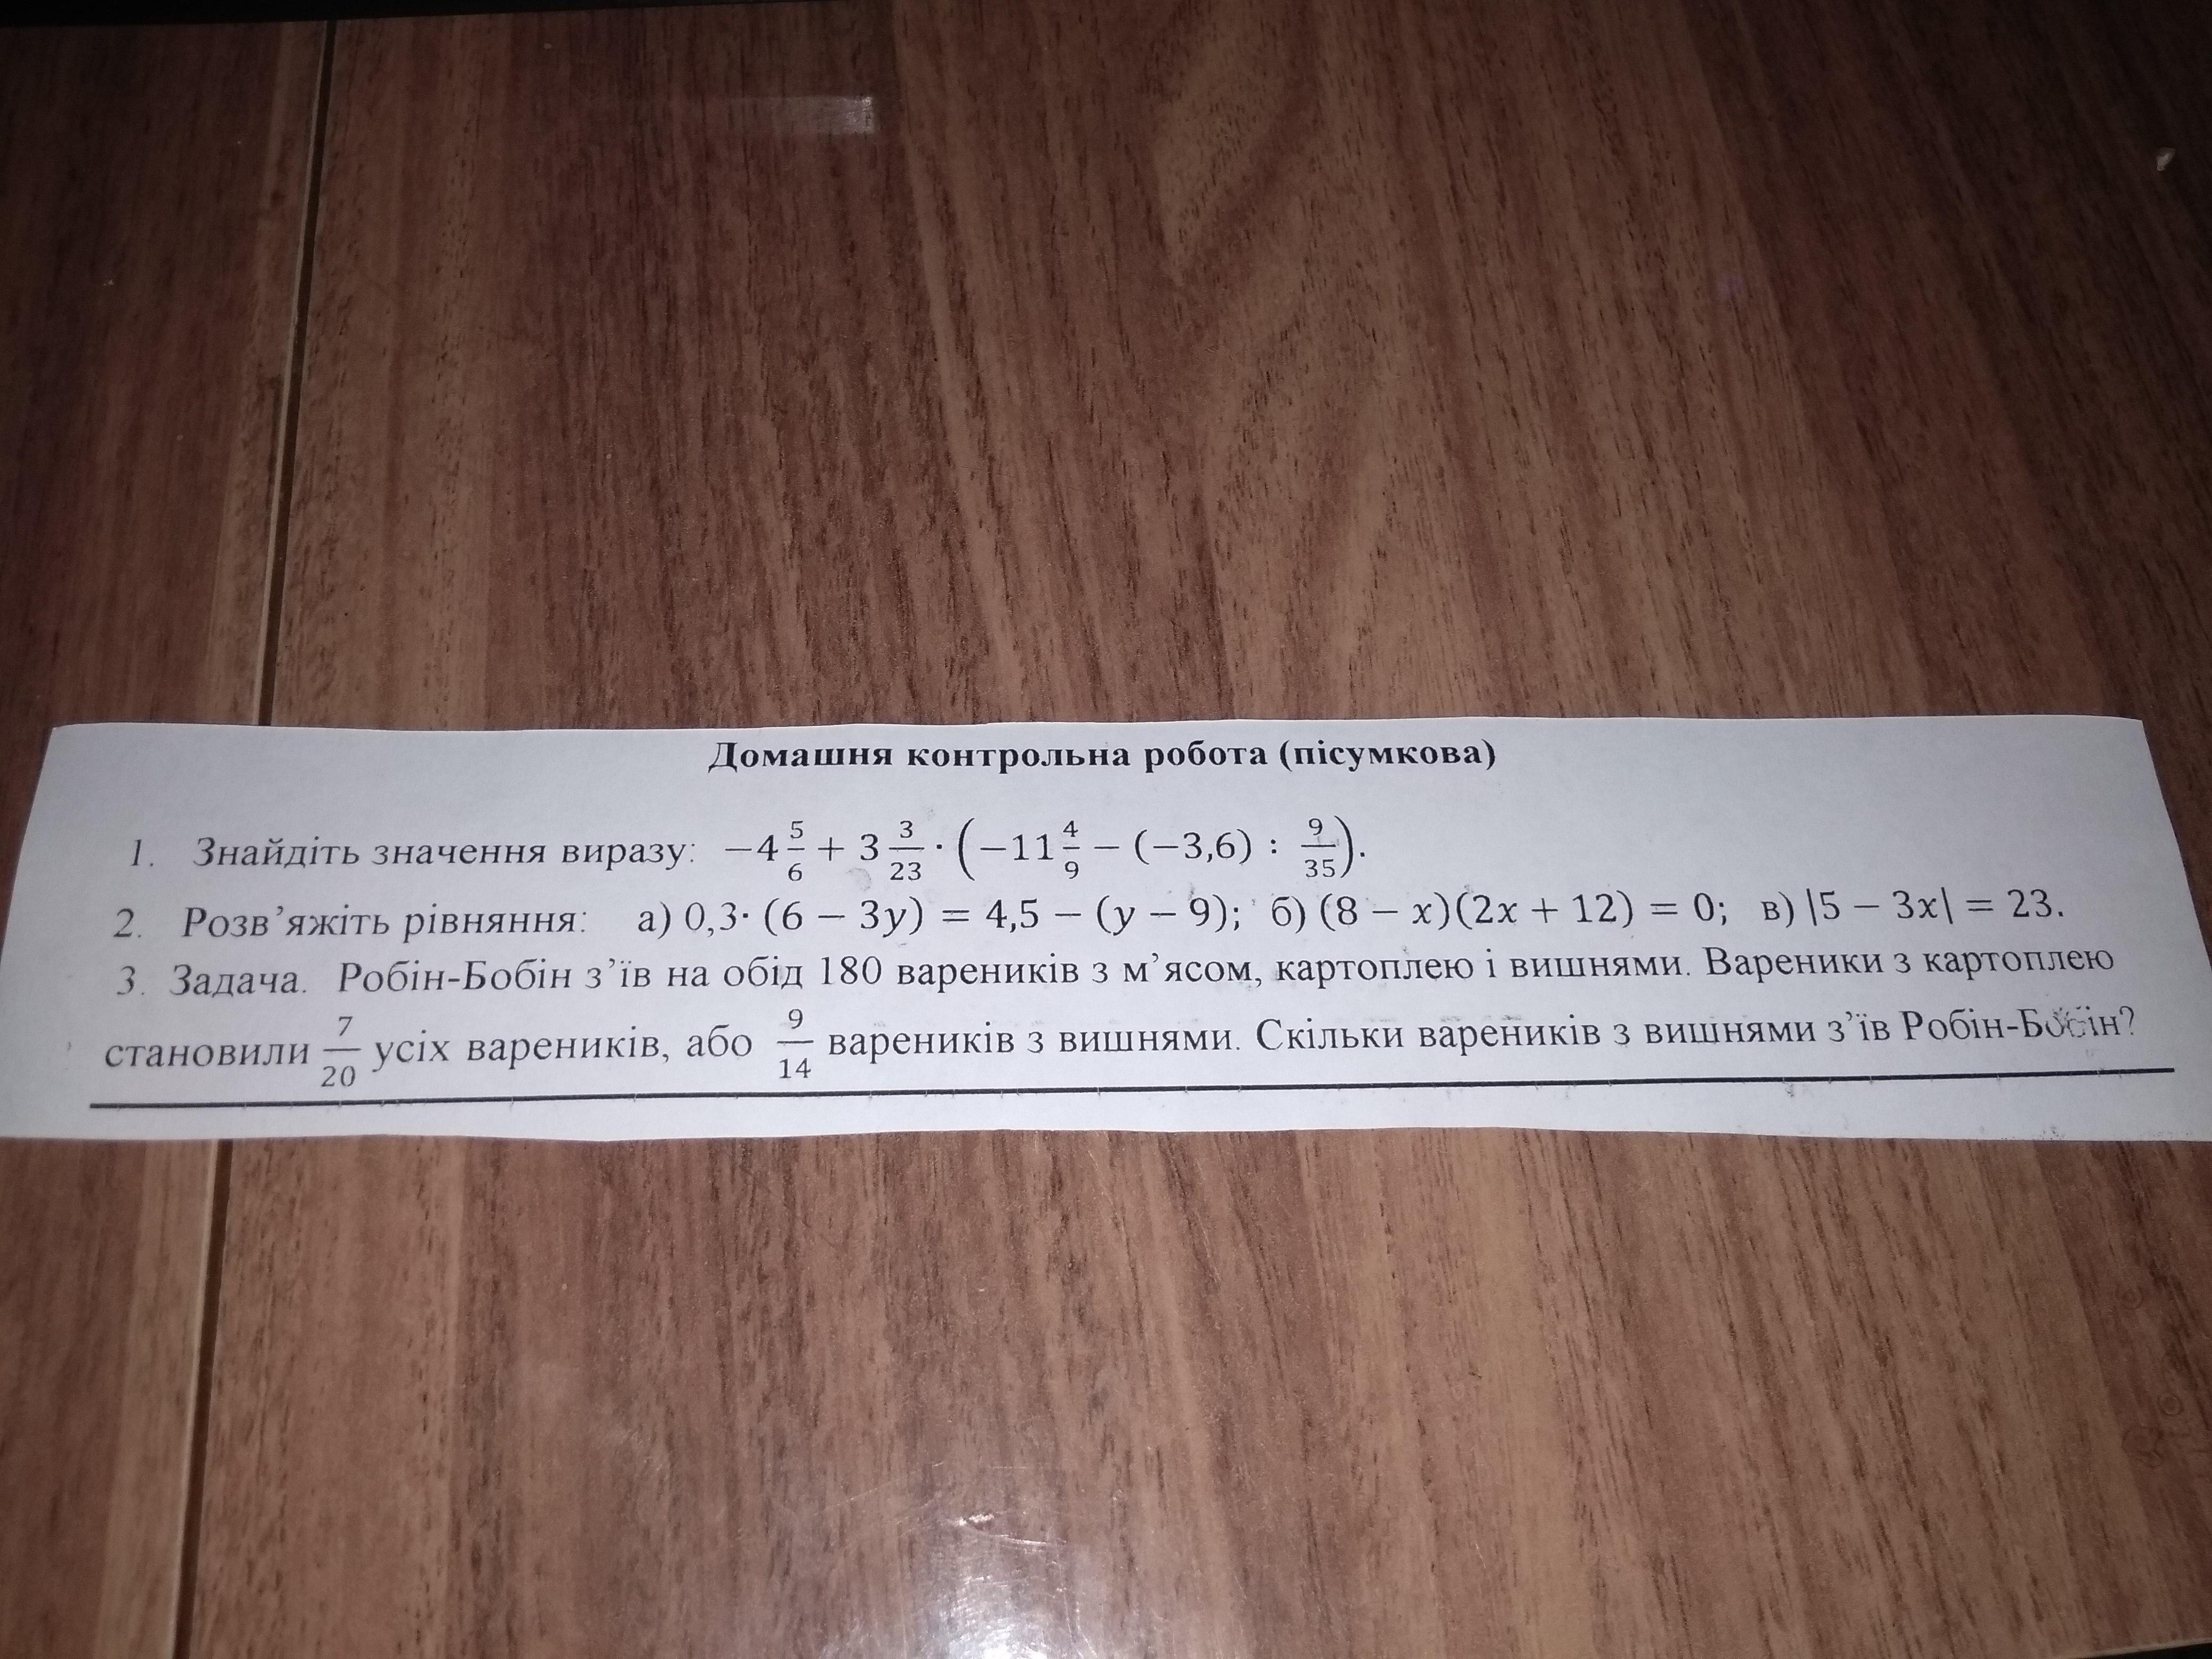 Домашня контрольна робота (пісумкова)
1. Знайдіть значення виразу: −4 5/6 + 3 3/23 · (−11 4/9 − (−3,6) : 9/35).
2. Розв’яжіть рівняння: а) 0,3· (6 − 3y) = 4,5 − (y − 9); б) (8 − x)(2x + 12) = 0; в) |5 − 3x| = 23.
3. Задача. Робін-Бобін з’їв на обід 180 вареників з м’ясом, картоплею і вишнями. Вареники з картоплею
становили 7/20 усіх вареників, або 9/14 вареників з вишнями. Скільки вареників з вишнями з’їв Робін-Бобін?